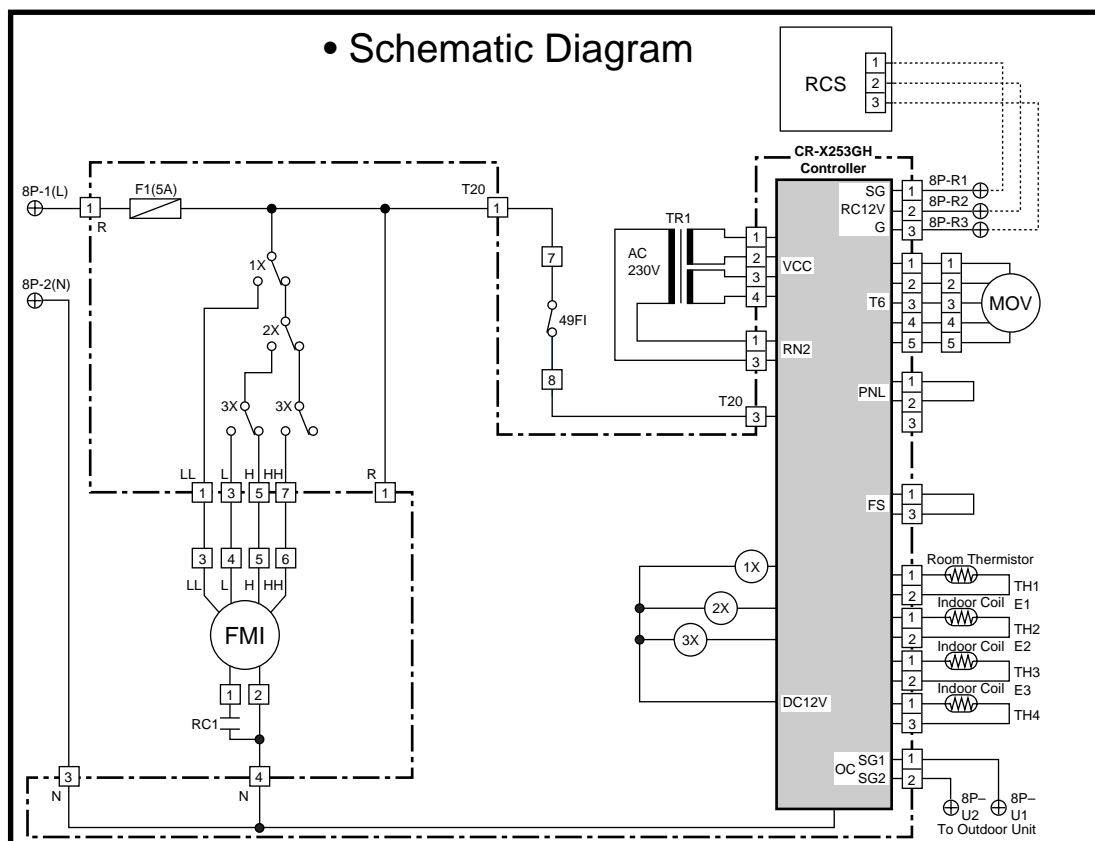 • Schematic Diagram
RCS
1
2
3
CR-X253GH
Controller
8P-1(L)
1
R
F1(5A)
T20
1
8P-2(N)
1X
2X
3X
3X
7
49FI
8
T20
3
LL
L
H
HH
R
1
3
5
7
1
3
4
5
6
LL
L
H
HH
FMI
1
2
RC1
3
N
4
N
TR1
AC
230V
1
2
3
4
VCC
1
3
RN2
1X
2X
3X
DC12V
SG
1
8P-R1
RC12V
2
8P-R2
G
3
8P-R3
T6
1
2
3
4
5
1
2
3
4
5
MOV
PNL
1
2
3
FS
1
3
Room Thermistor
1
2
TH1
Indoor Coil E1
1
2
TH2
Indoor Coil E2
1
2
TH3
Indoor Coil E3
1
3
TH4
OC
SG1
1
SG2
2
8P–
U2
8P–
U1
To Outdoor Unit